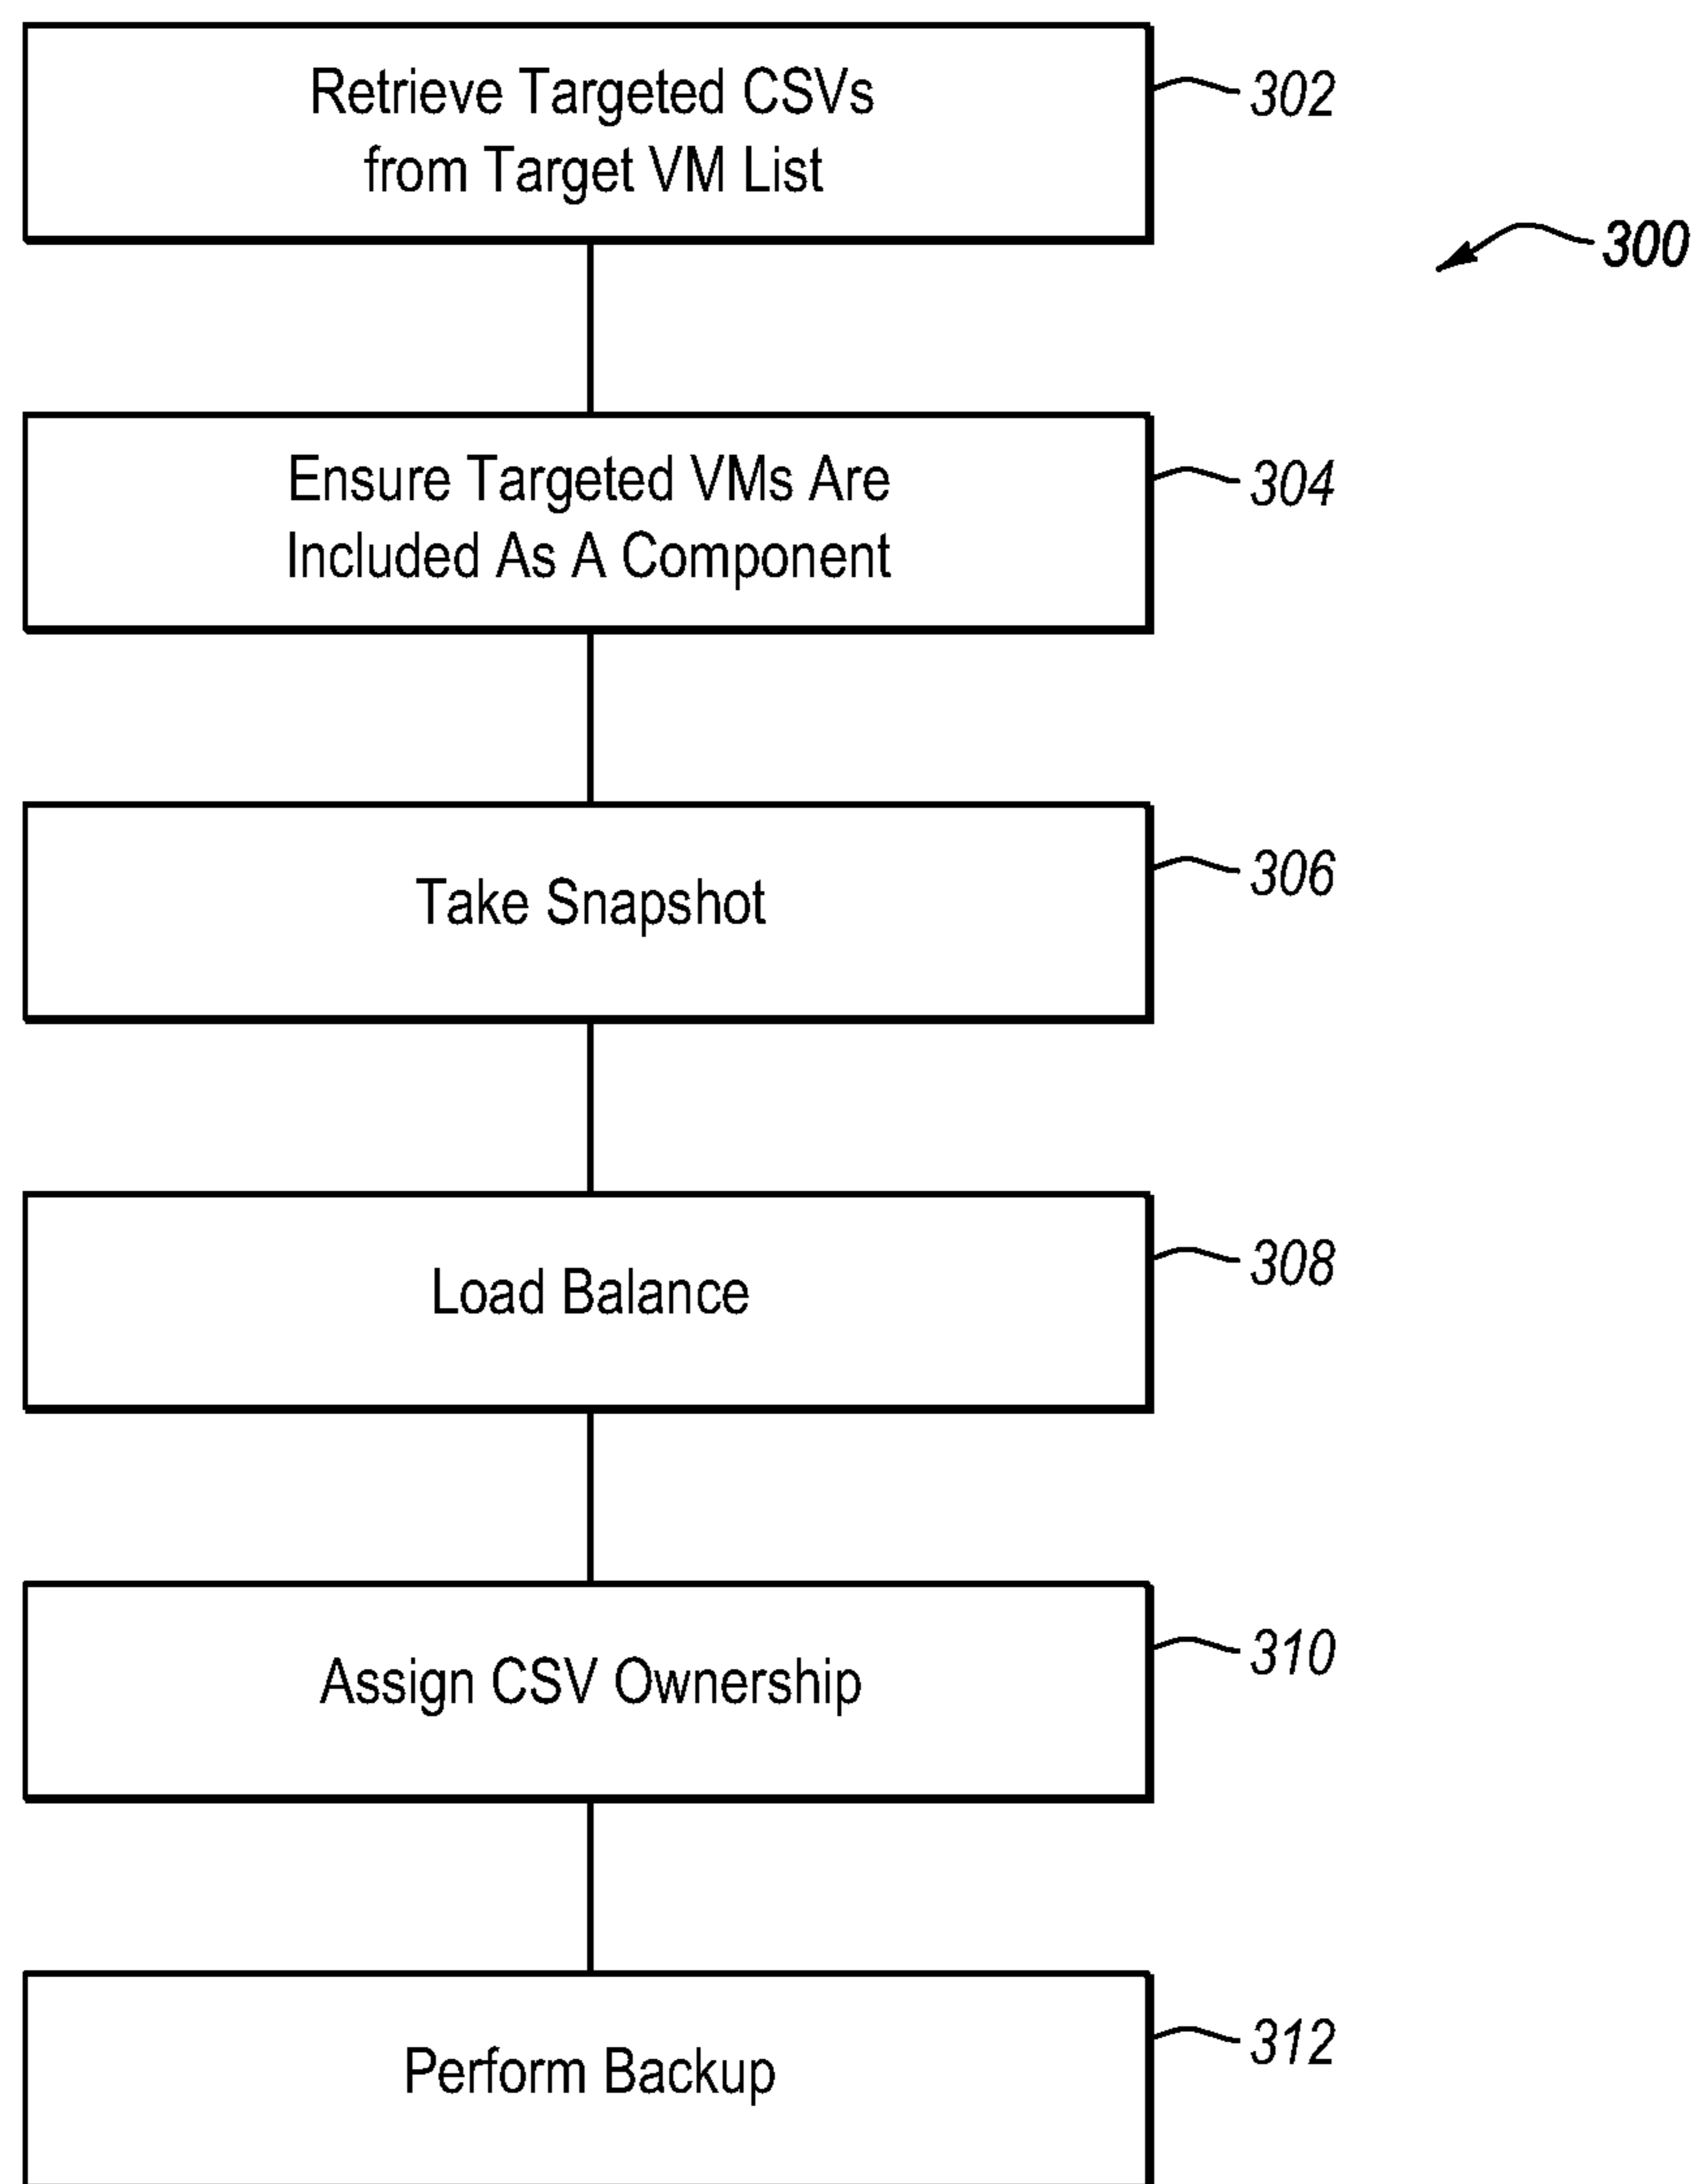 Retrieve Targeted CSVs
from Target VM List
302
300
Ensure Targeted VMs Are
Included As A Component
304
Take Snapshot
306
Load Balance
308
Assign CSV Ownership
310
Perform Backup
312